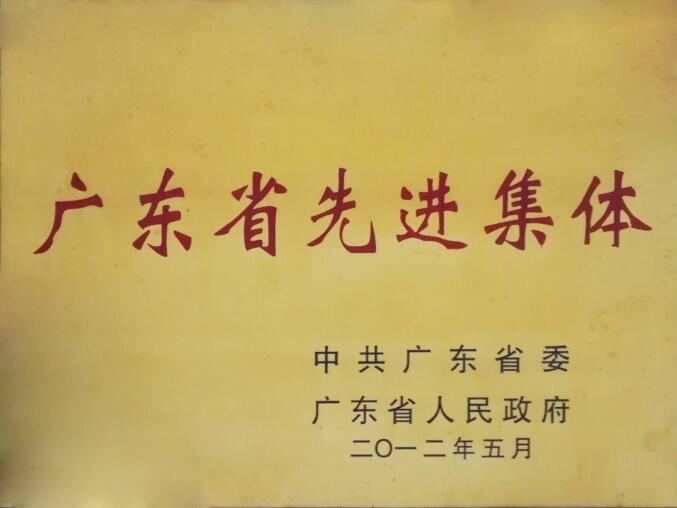 广东省先进集体
中共广东省委
广东省人民政府
二〇一二年五月